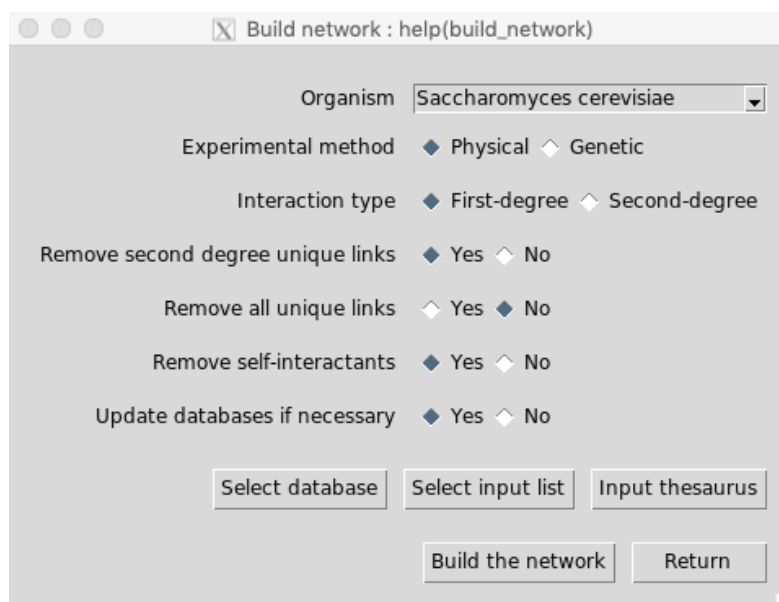 Build network : help(build_network)
Organism Saccharomyces cerevisiae
Experimental method Physical Genetic
Interaction type First-degree Second-degree
Remove second degree unique links Yes No
Remove all unique links Yes No
Remove self-interactants Yes No
Update databases if necessary Yes No
Select database Select input list Input thesaurus
Build the network Return